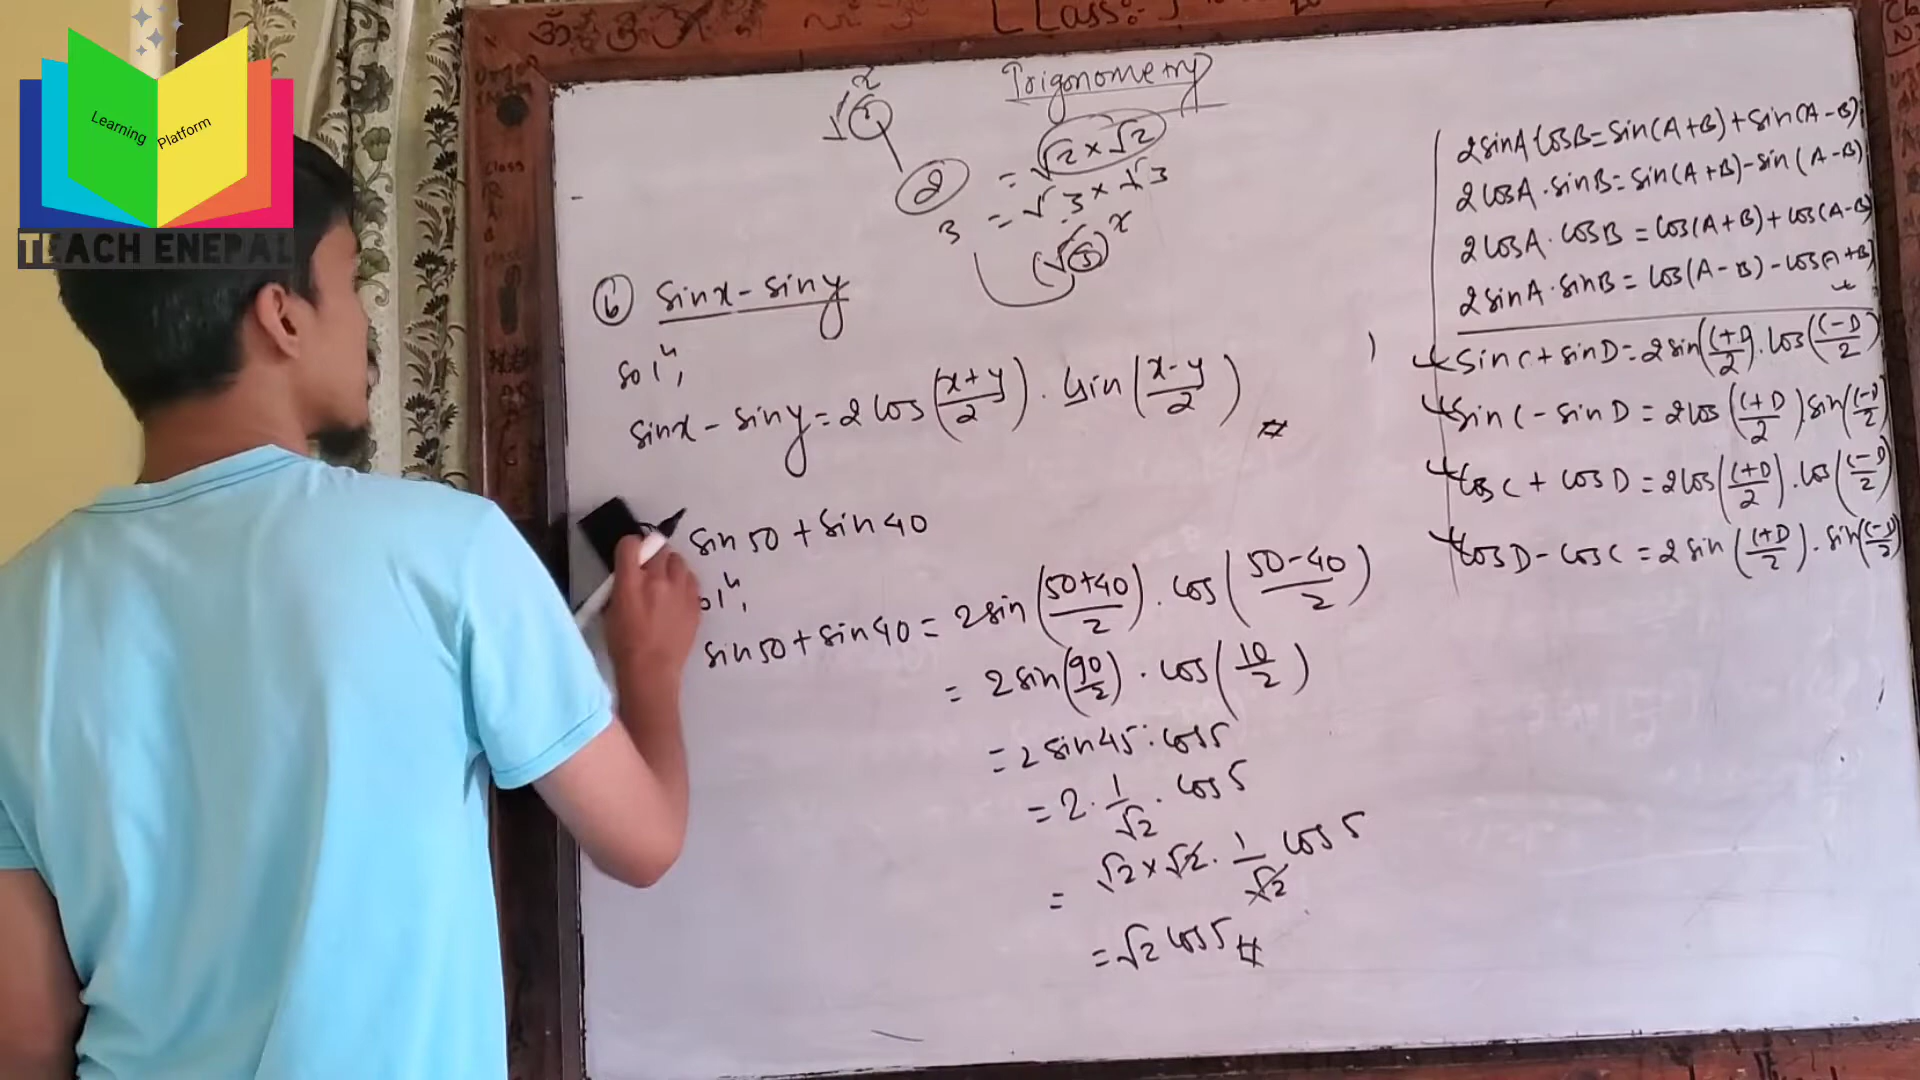 Learning Platform
TEACH ENEPAL
[Class:-]
Trigonometry
= √2 × √2
3 = √3 × √3
2sinA cosB = sin(A+B) + sin(A-B)
2cosA · sinB = sin(A+B) - sin(A-B)
2cosA · cosB = cos(A+B) + cos(A-B)
2sinA · sinB = cos(A-B) - cos(A+B)
sinC + sinD = 2sin(C+D/2) · cos(C-D/2)
sinC - sinD = 2cos(C+D/2) · sin(C-D/2)
cosC + cosD = 2cos(C+D/2) · cos(C-D/2)
cosD - cosC = 2sin(C+D/2) · sin(C-D/2)
⑥ sinx - siny
solⁿ,
sinx - siny = 2cos(x+y/2) · sin(x-y/2) #
sin50 + sin40
olⁿ,
sin50 + sin40 = 2sin(50+40/2) · cos(50-40/2)
= 2sin(90/2) · cos(10/2)
= 2sin45 · cos5
= 2 · 1/√2 · cos5
= √2 × √2 · 1/√2 cos5
= √2 cos5 #